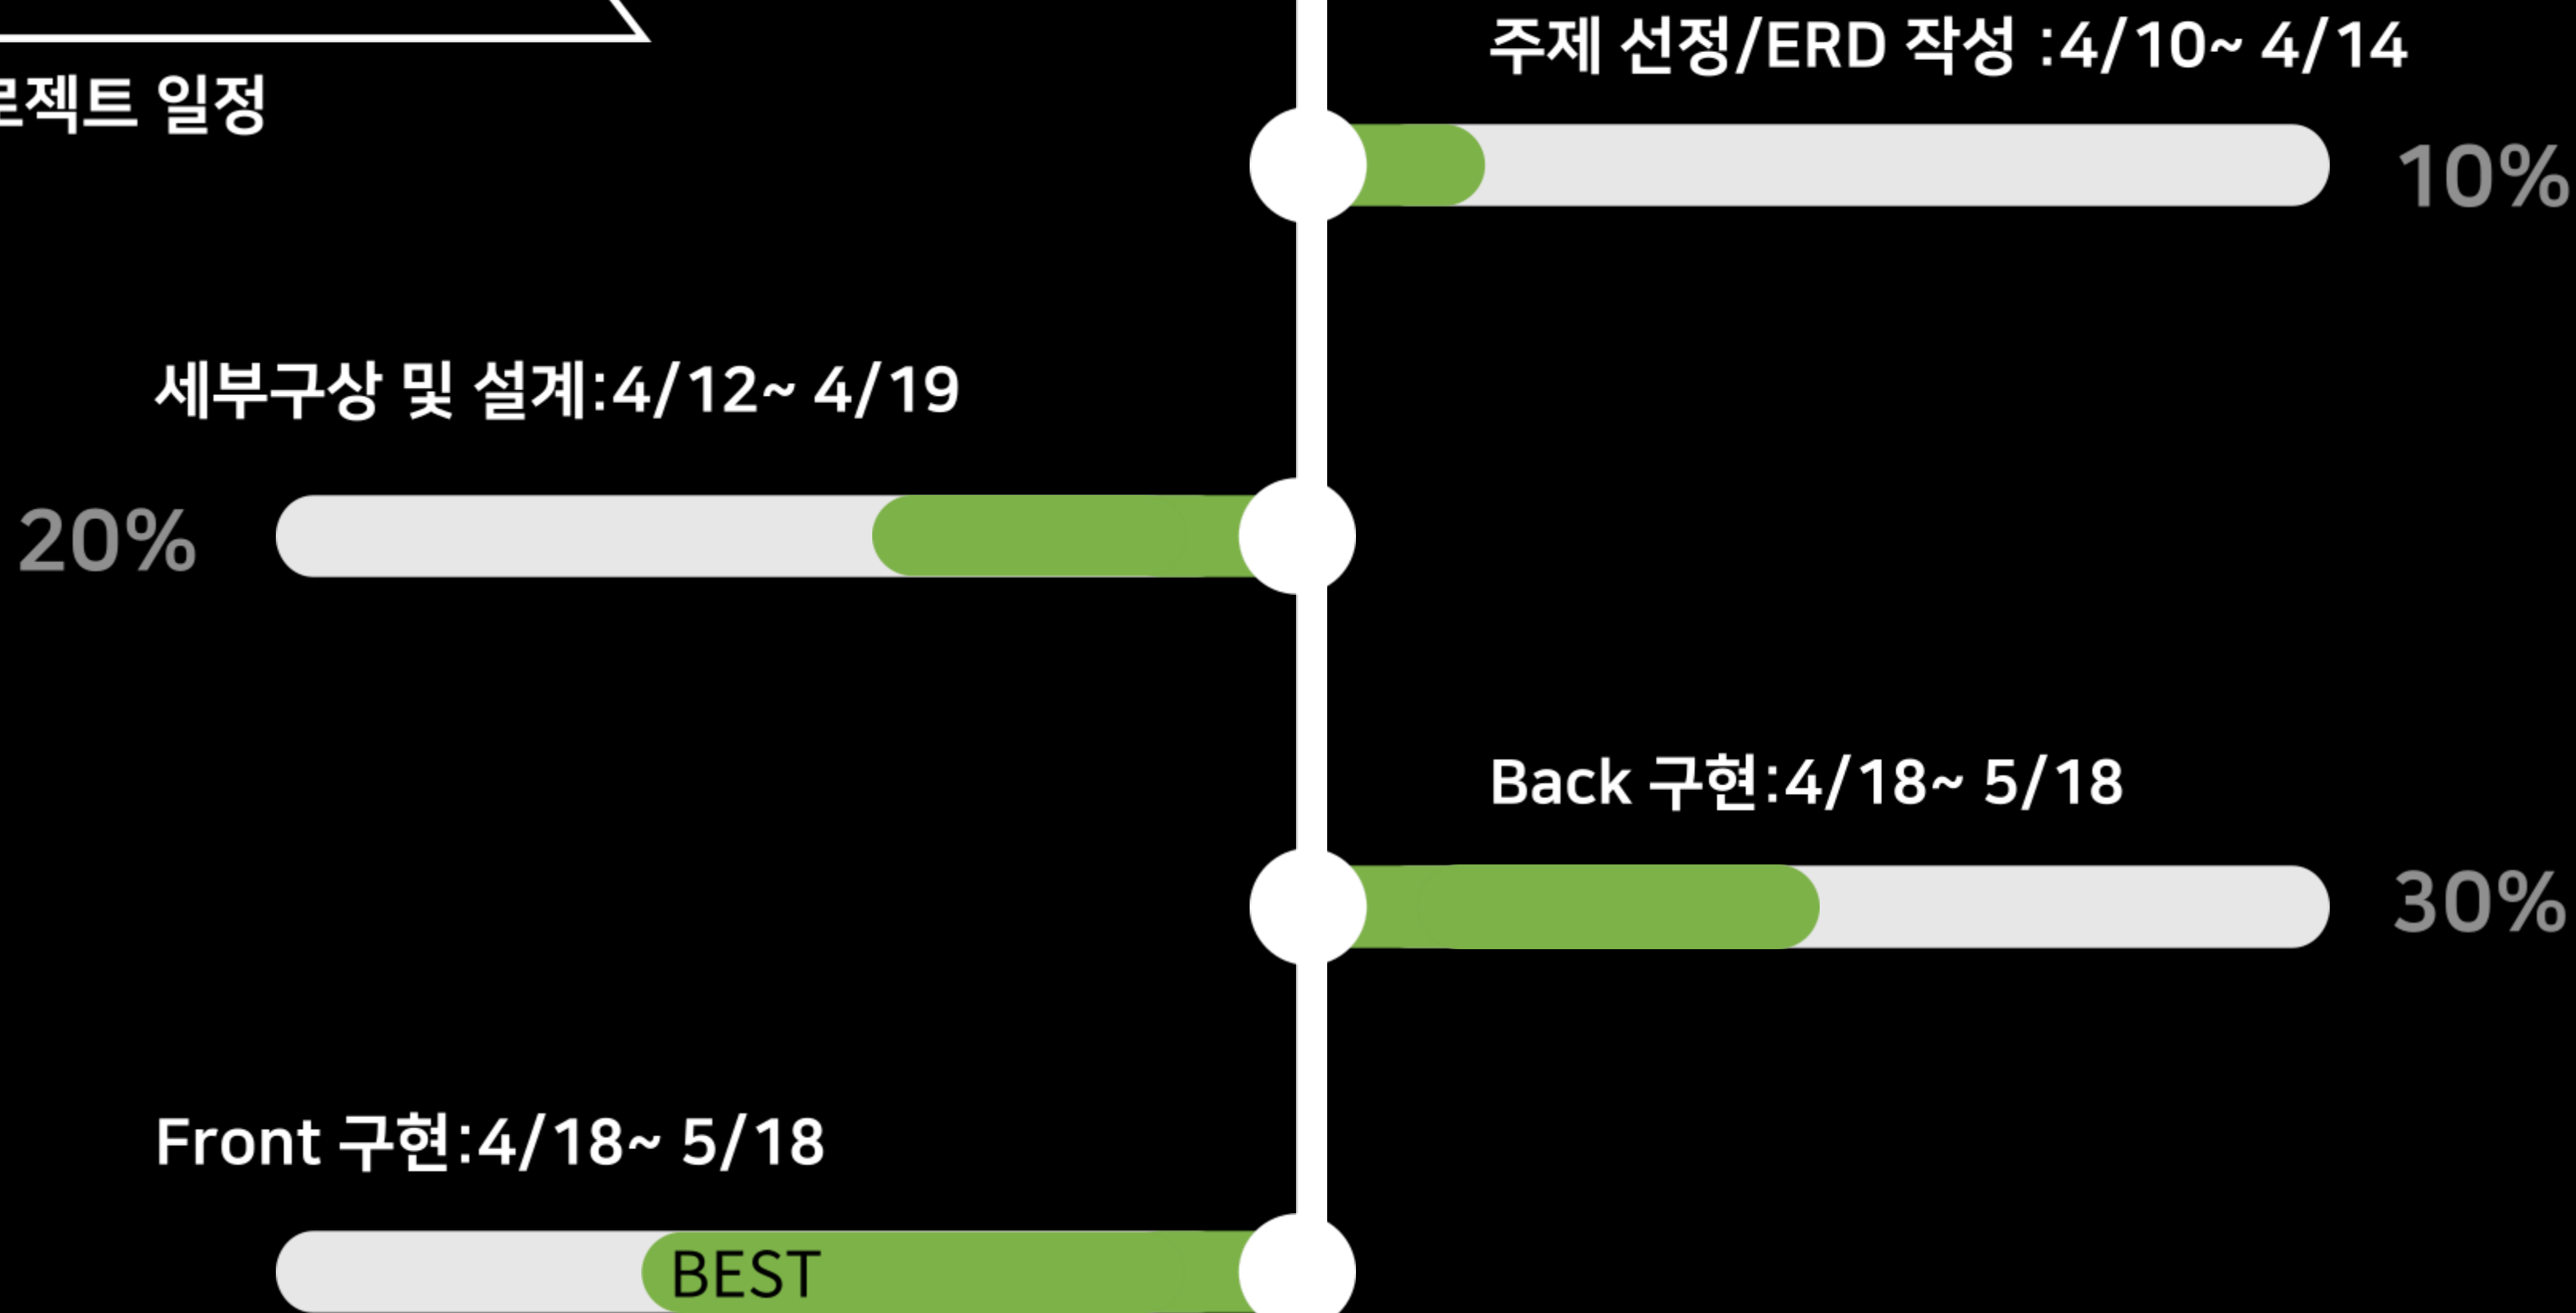 로젝트 일정
주제 선정/ERD 작성 :4/10~ 4/14
10%
세부구상 및 설계:4/12~ 4/19
20%
Back 구현:4/18~ 5/18
30%
Front 구현:4/18~ 5/18
BEST